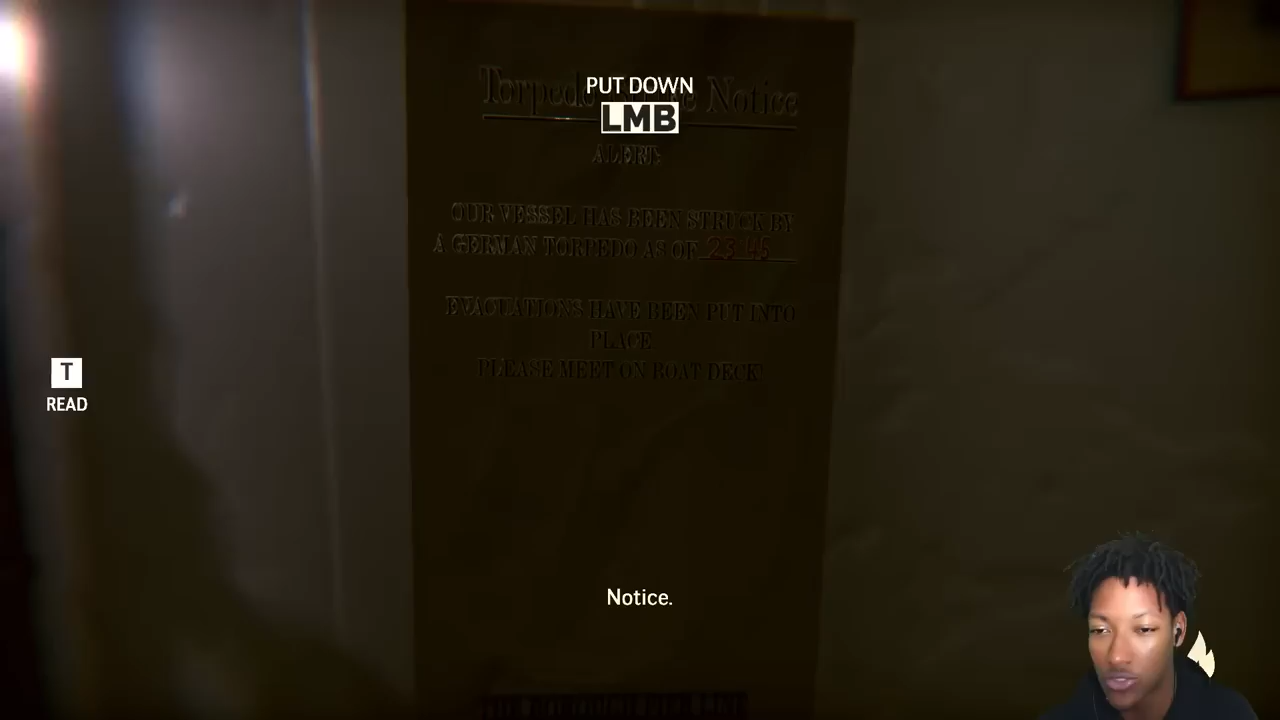 PUT DOWN
LMB
Torpedo Notice
ALERT:
OUR VESSEL HAS BEEN STRUCK BY
A GERMAN TORPEDO AS OF 23 45
EVACUATIONS HAVE BEEN PUT INTO
PLACE
PLEASE MEET ON BOAT DECK!
T
READ
Notice.